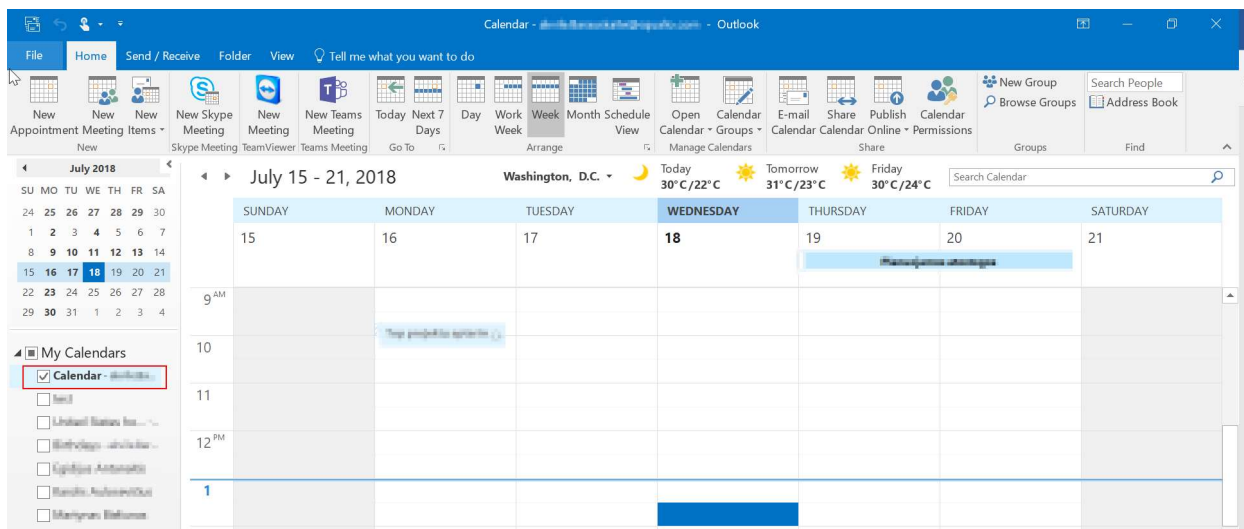 Calendar - - Outlook
File Home Send / Receive Folder View Tell me what you want to do
New Appointment New Meeting New Items New Skype Meeting New Meeting New Teams Meeting Today Next 7 Days Day Work Week Week Month Schedule View Open Calendar Calendar Groups E-mail Calendar Share Calendar Publish Online Calendar Permissions New Group Browse Groups Search People Address Book
New Skype Meeting TeamViewer Teams Meeting Go To Arrange Manage Calendars Share Groups Find
July 2018
SU MO TU WE TH FR SA
24 25 26 27 28 29 30
1 2 3 4 5 6 7
8 9 10 11 12 13 14
15 16 17 18 19 20 21
22 23 24 25 26 27 28
29 30 31 1 2 3 4
My Calendars
Calendar -
July 15 - 21, 2018 Washington, D.C. Today 30°C/22°C Tomorrow 31°C/23°C Friday 30°C/24°C Search Calendar
SUNDAY MONDAY TUESDAY WEDNESDAY THURSDAY FRIDAY SATURDAY
15 16 17 18 19 20 21
9 AM
10
11
12 PM
1